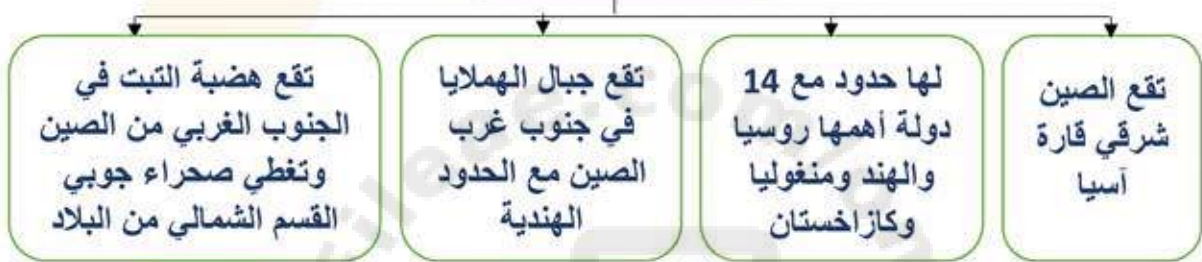 تقع الصين
شرقي قارة
آسيا
لها حدود مع 14
دولة أهمها روسيا
والهند ومنغوليا
وكازاخستان
تقع جبال الهملايا
في جنوب غرب
الصين مع الحدود
الهندية
تقع هضبة التبت في
الجنوب الغربي من الصين
وتغطي صحراء جوبي
القسم الشمالي من البلاد